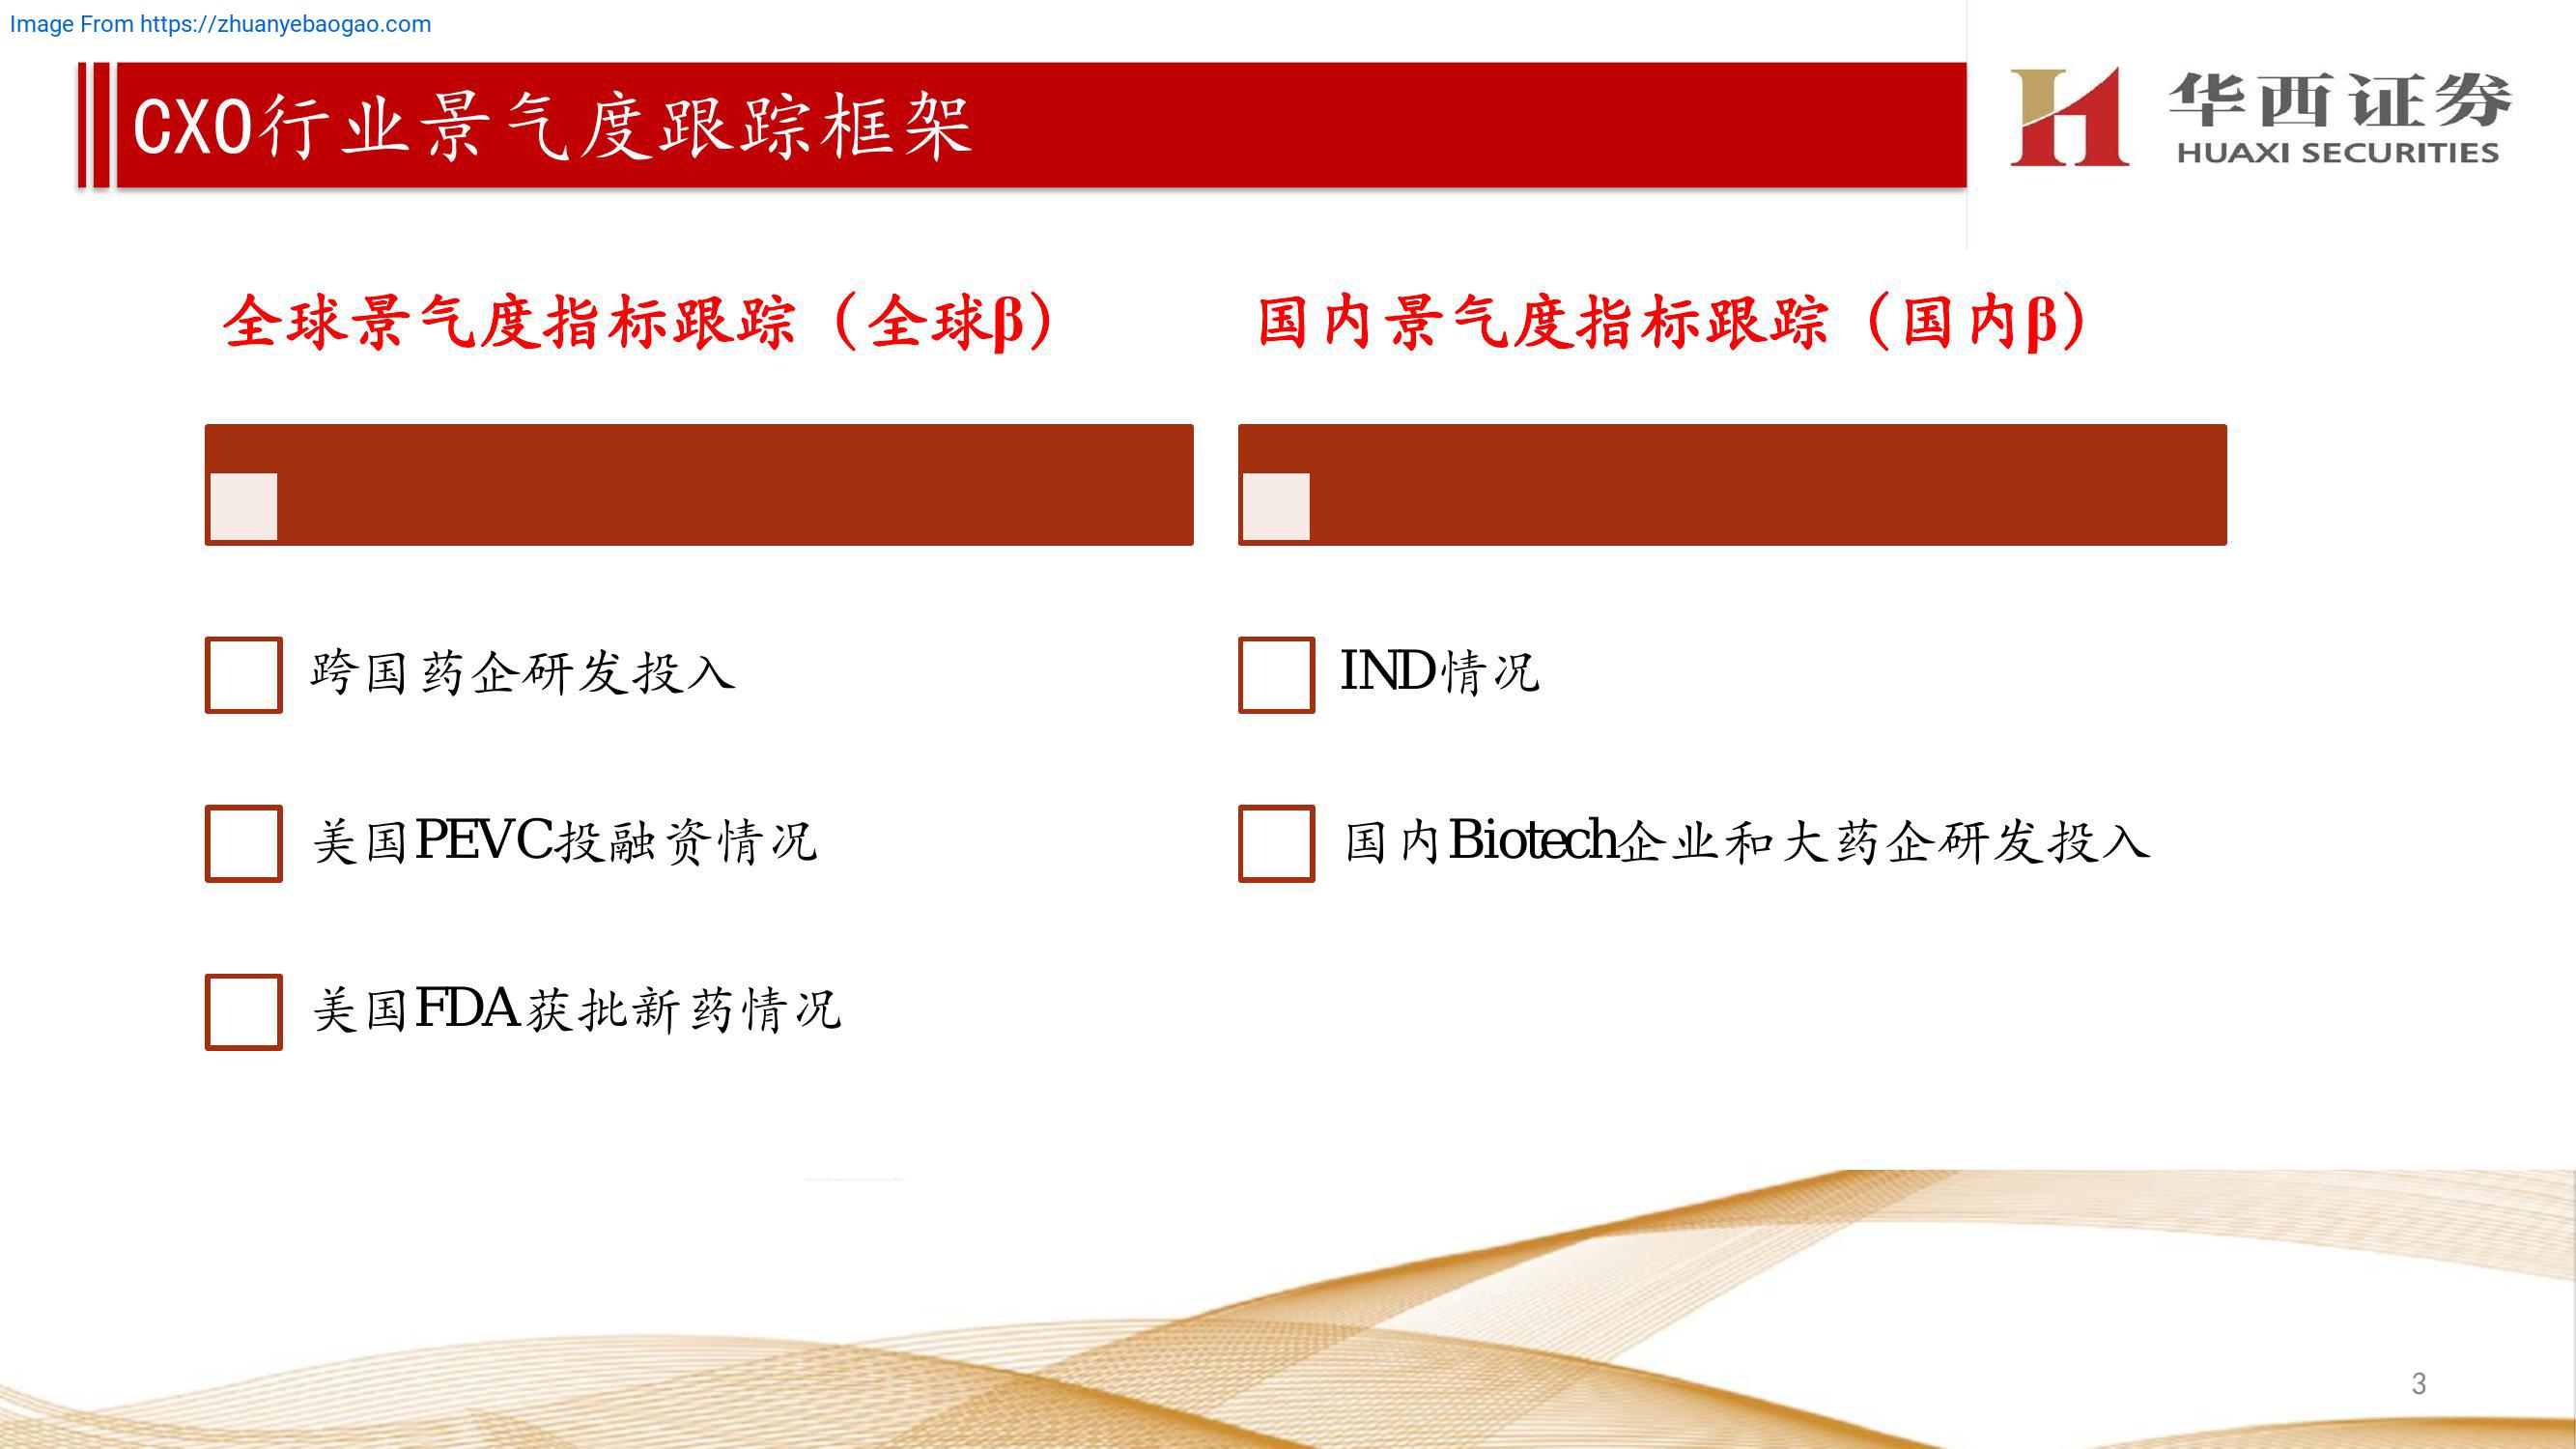 Image From https://zhuanyebaogao.com
CXO行业景气度跟踪框架
华西证券
HUAXI SECURITIES
全球景气度指标跟踪（全球β）
国内景气度指标跟踪（国内β）
跨国药企研发投入
IND情况
美国PEVC投融资情况
国内Biotech企业和大药企研发投入
美国FDA获批新药情况
3